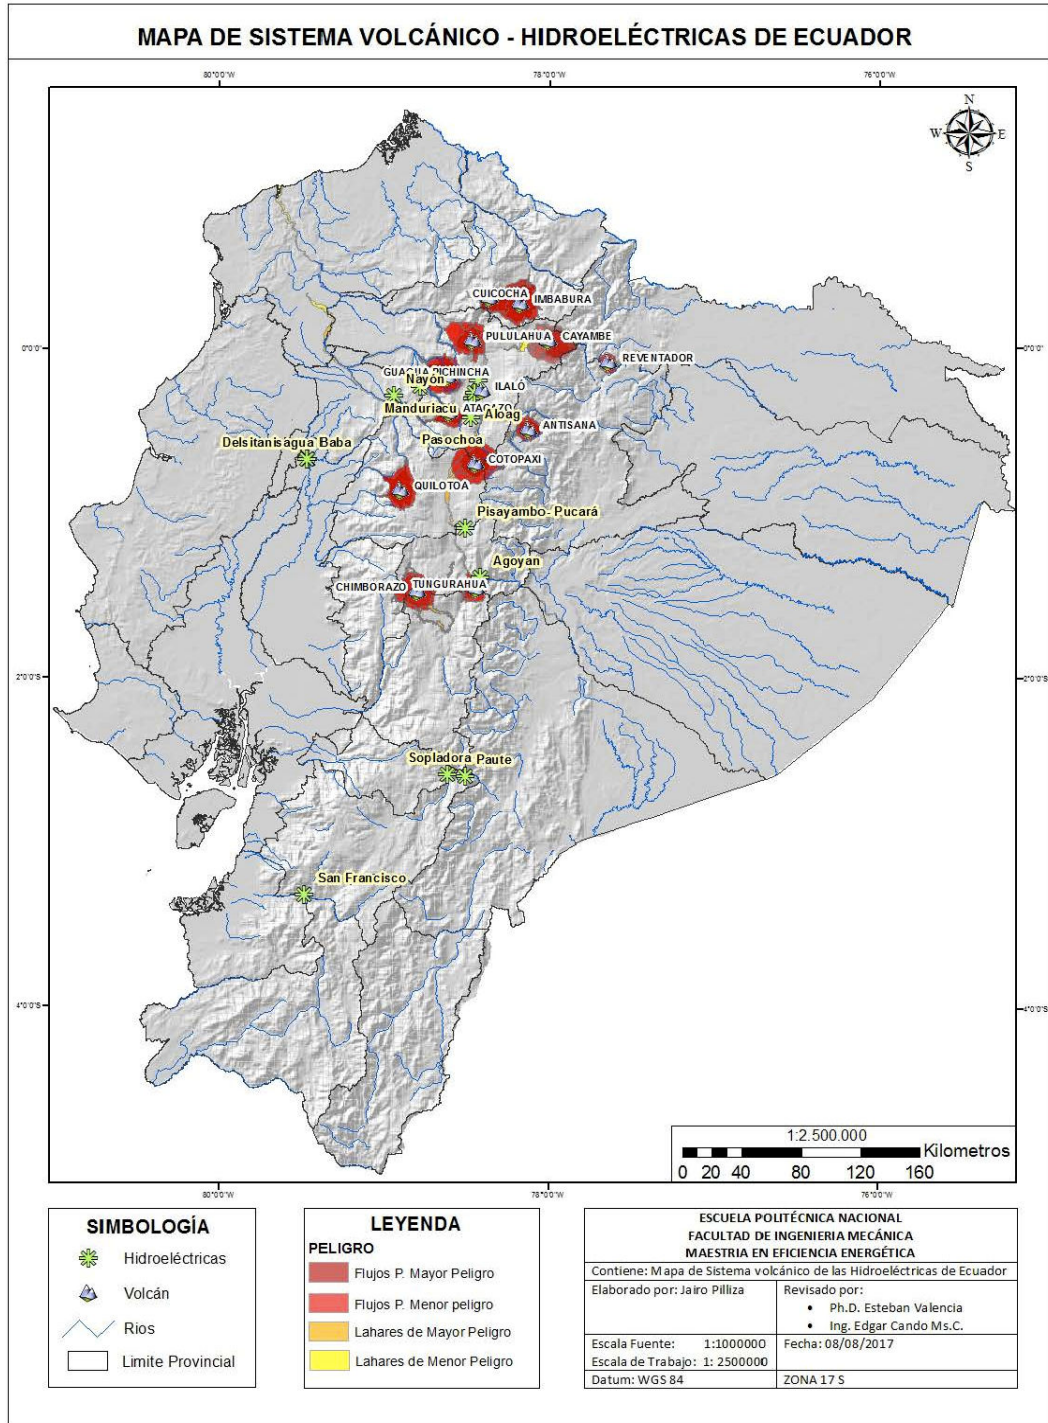 MAPA DE SISTEMA VOLCÁNICO - HIDROELÉCTRICAS DE ECUADOR
80°0'0"W 78°0'0"W 76°0'0"W
N
W E
S
CUICOCHA
IIMBABURA
PULULAHUA
CAYAMBE
0°0'0" 0°0'0"
REVENTADOR
GUAGUA PICHINCHA
Nayón
ILALÓ
Manduriacu
ATACAZO
Aloag
ANTISANA
Delsitanisagua Baba
Pasochoa
COTOPAXI
QUILOTOA
Pisayambo- Pucará
Agoyan
CHIMBORAZO
TUNGURAHUA
2°0'0"S 2°0'0"S
Sopladora Paute
San Francisco
4°0'0"S 4°0'0"S
1:2.500.000
Kilometros
0 20 40 80 120 160
80°0'0"W 78°0'0"W 76°0'0"W
SIMBOLOGÍA
Hidroeléctricas
Volcán
Rios
Limite Provincial
LEYENDA
PELIGRO
Flujos P. Mayor Peligro
Flujos P. Menor peligro
Lahares de Mayor Peligro
Lahares de Menor Peligro
ESCUELA POLITÉCNICA NACIONAL
FACULTAD DE INGENIERIA MECÁNICA
MAESTRIA EN EFICIENCIA ENERGÉTICA
Contiene: Mapa de Sistema volcánico de las Hidroeléctricas de Ecuador
Elaborado por: Jairo Pilliza
Revisado por:
• Ph.D. Esteban Valencia
• Ing. Edgar Cando Ms.C.
Escala Fuente: 1:1000000
Escala de Trabajo: 1: 2500000
Fecha: 08/08/2017
Datum: WGS 84
ZONA 17 S